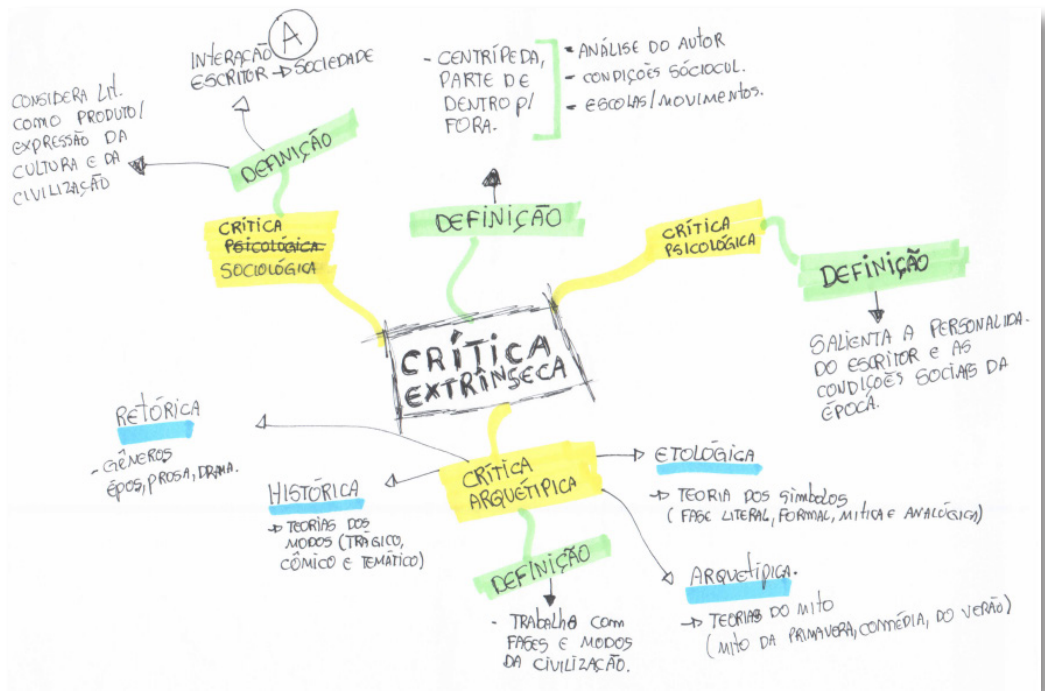 INTERAÇÃO
ESCRITOR → SOCIEDADE
A
CONSIDERA LIT.
COMO PRODUTO/
EXPRESSÃO DA
CULTURA E DA
CIVILIZAÇÃO
DEFINIÇÃO
CRÍTICA
PSICOLÓGICA
SOCIOLÓGICA
- CENTRÍPEDA,
PARTE DE
DENTRO P/
FORA.
- ANÁLISE DO AUTOR
- CONDIÇÕES SÓCIOCUL.
- ESCOLAS/MOVIMENTOS.
DEFINIÇÃO
CRÍTICA
PSICOLÓGICA
DEFINIÇÃO
SALIENTA A PERSONALIDA.
DO ESCRITOR E AS
CONDIÇÕES SOCIAIS DA
ÉPOCA.
CRÍTICA
EXTRÍNSECA
RETÓRICA
- GÊNEROS
ÉPOS, PROSA, DRAMA.
HISTÓRICA
→ TEORIAS DOS
MODOS (TRÁGICO,
CÔMICO E TEMÁTICO)
CRÍTICA
ARQUÉTIPICA
DEFINIÇÃO
- TRABALHO COM
FASES E MODOS
DA CIVILIZAÇÃO.
ETOLÓGICA
→ TEORIA DOS SÍMBOLOS
(FASE LITERAL, FORMAL, MITICA E ANALÓGICA)
ARQUETÍPICA.
→ TEORIAS DO MITO
(MITO DA PRIMAVERA, COMMÉDIA, DO VERÃO)